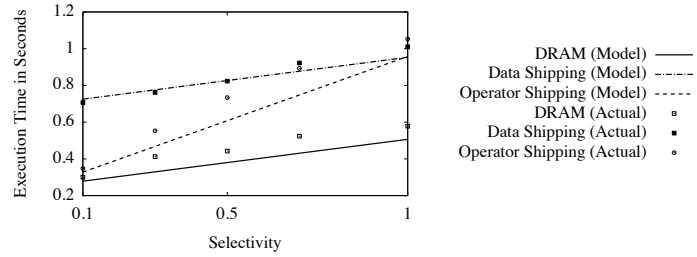 1.2
1
0.8
0.6
0.4
0.2
Execution Time in Seconds
0.1
0.5
1
Selectivity
DRAM (Model)
Data Shipping (Model)
Operator Shipping (Model)
DRAM (Actual)
Data Shipping (Actual)
Operator Shipping (Actual)